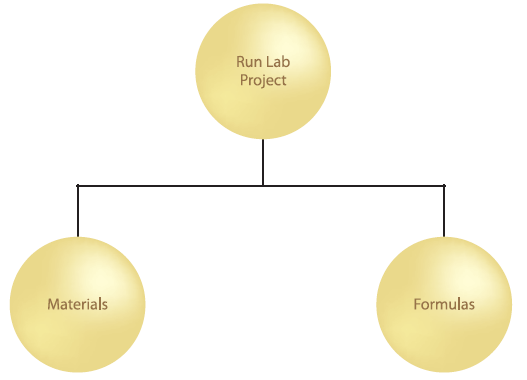 Run Lab
Project
Materials
Formulas